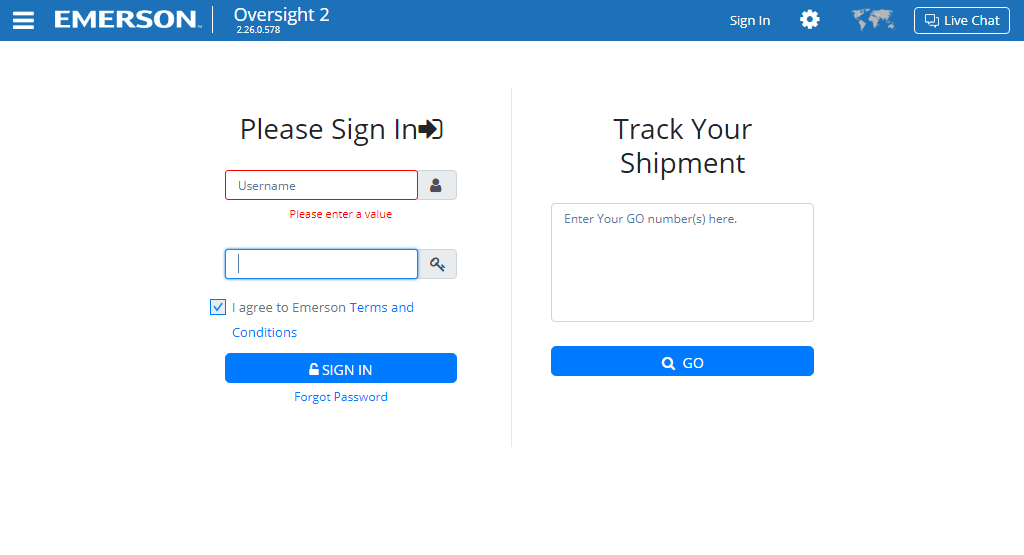 EMERSON
Oversight 2
2.26.0.578
Sign In
Live Chat
Please Sign In
Username
Please enter a value
I agree to Emerson Terms and
Conditions
SIGN IN
Forgot Password
Track Your
Shipment
Enter Your GO number(s) here.
GO